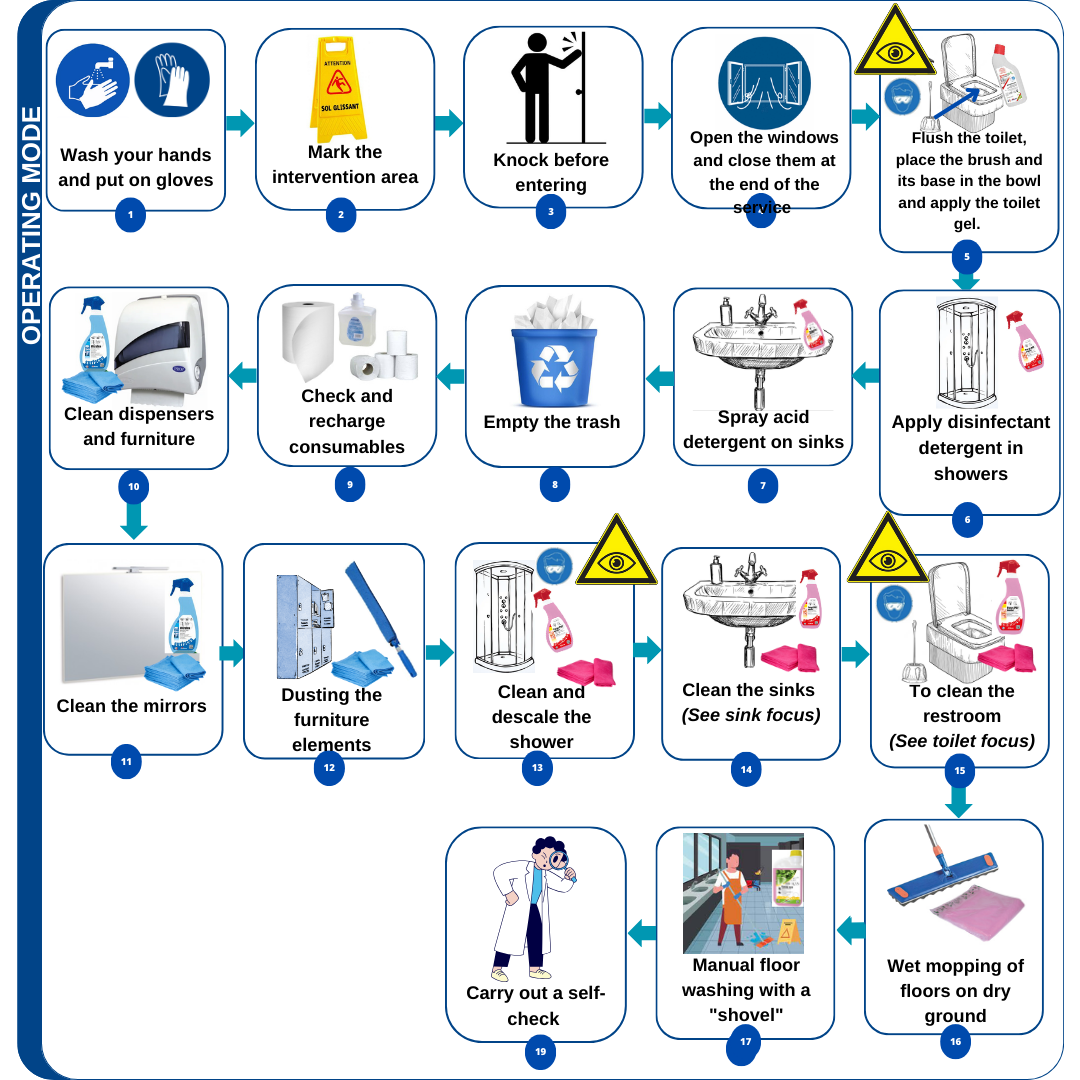 OPERATING MODE
Wash your hands
and put on gloves
1
ATTENTION
SOL GLISSANT
Mark the
intervention area
2
Knock before
entering
3
Open the windows
and close them at
the end of the
service
Flush the toilet,
place the brush and
its base in the bowl
and apply the toilet
gel.
5
Apply disinfectant
detergent in
showers
6
Spray acid
detergent on sinks
7
Empty the trash
8
Check and
recharge
consumables
9
Clean dispensers
and furniture
10
Clean the mirrors
11
Dusting the
furniture
elements
12
Clean and
descale the
shower
13
Clean the sinks
(See sink focus)
14
To clean the
restroom
(See toilet focus)
15
Wet mopping of
floors on dry
ground
16
Manual floor
washing with a
"shovel"
17
Carry out a self-
check
19